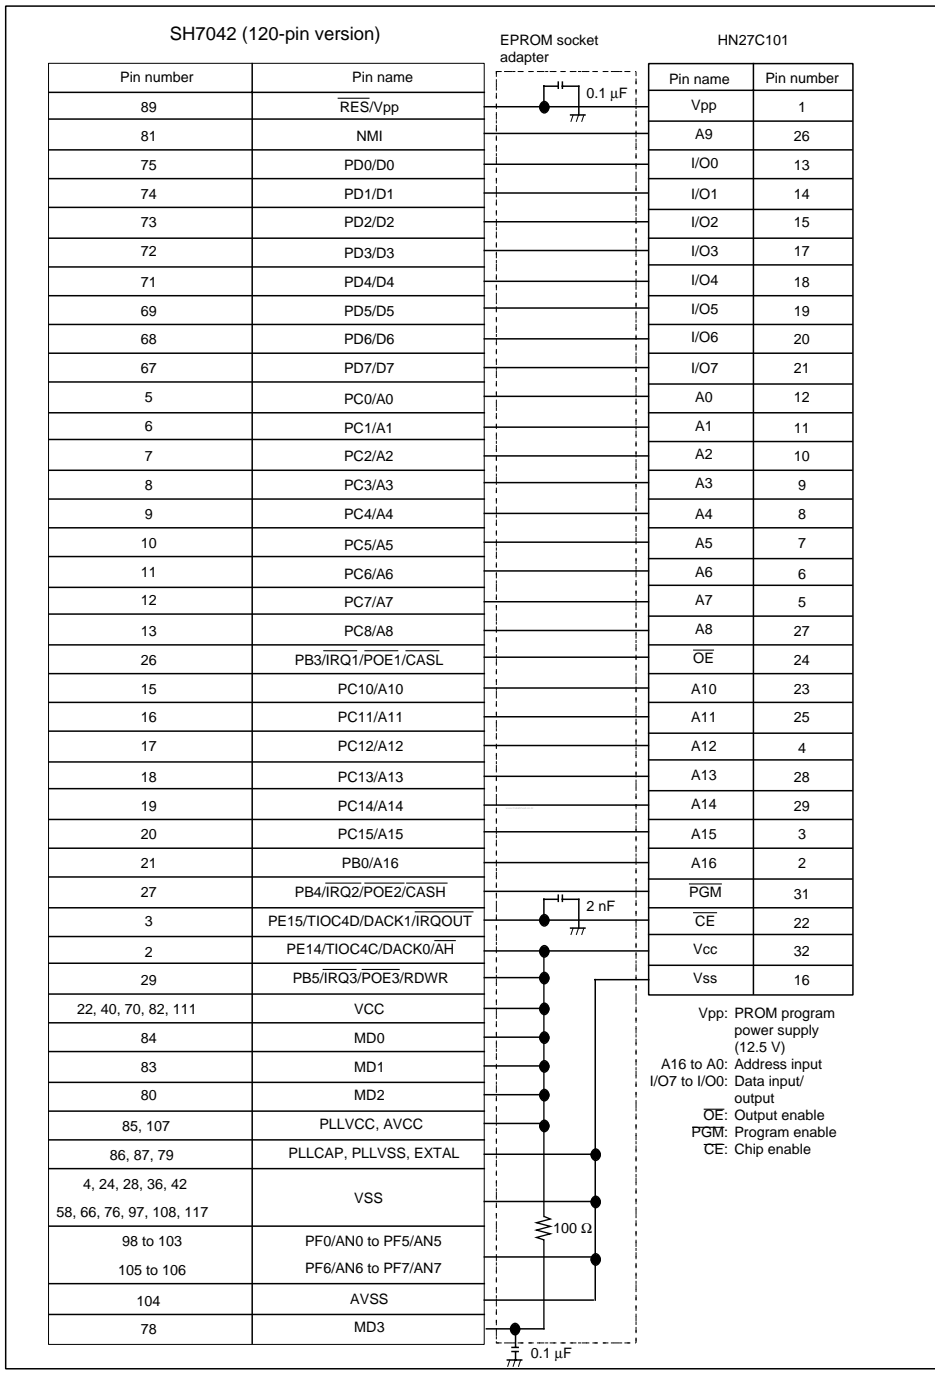 SH7042 (120-pin version)
EPROM socket
adapter
HN27C101
Pin number Pin name Pin name Pin number
89 RES/Vpp 0.1 µF Vpp 1
81 NMI A9 26
75 PD0/D0 I/O0 13
74 PD1/D1 I/O1 14
73 PD2/D2 I/O2 15
72 PD3/D3 I/O3 17
71 PD4/D4 I/O4 18
69 PD5/D5 I/O5 19
68 PD6/D6 I/O6 20
67 PD7/D7 I/O7 21
5 PC0/A0 A0 12
6 PC1/A1 A1 11
7 PC2/A2 A2 10
8 PC3/A3 A3 9
9 PC4/A4 A4 8
10 PC5/A5 A5 7
11 PC6/A6 A6 6
12 PC7/A7 A7 5
13 PC8/A8 A8 27
26 PB3/IRQ1/POE1/CASL OE 24
15 PC10/A10 A10 23
16 PC11/A11 A11 25
17 PC12/A12 A12 4
18 PC13/A13 A13 28
19 PC14/A14 A14 29
20 PC15/A15 A15 3
21 PB0/A16 A16 2
27 PB4/IRQ2/POE2/CASH PGM 31
3 PE15/TIOC4D/DACK1/IRQOUT 2 nF CE 22
2 PE14/TIOC4C/DACK0/AH Vcc 32
29 PB5/IRQ3/POE3/RDWR Vss 16
22, 40, 70, 82, 111 VCC
84 MD0
83 MD1
80 MD2
85, 107 PLLVCC, AVCC
86, 87, 79 PLLCAP, PLLVSS, EXTAL
4, 24, 28, 36, 42
58, 66, 76, 97, 108, 117 VSS
98 to 103 PF0/AN0 to PF5/AN5 100 Ω
105 to 106 PF6/AN6 to PF7/AN7
104 AVSS
78 MD3
0.1 µF
Vpp: PROM program
power supply
(12.5 V)
A16 to A0: Address input
I/O7 to I/O0: Data input/
output
OE: Output enable
PGM: Program enable
CE: Chip enable